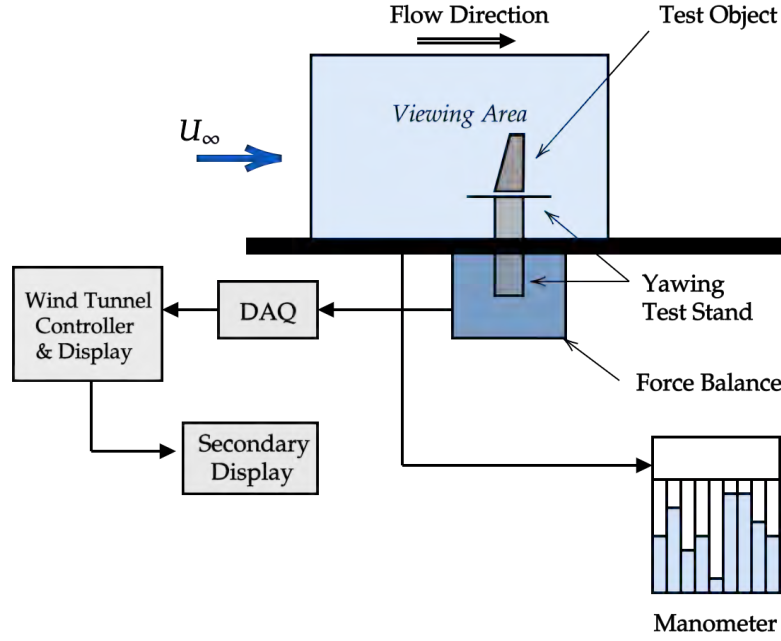 Flow Direction
Test Object
Viewing Area
U∞
Yawing
Test Stand
Wind Tunnel
Controller
& Display
DAQ
Force Balance
Secondary
Display
Manometer